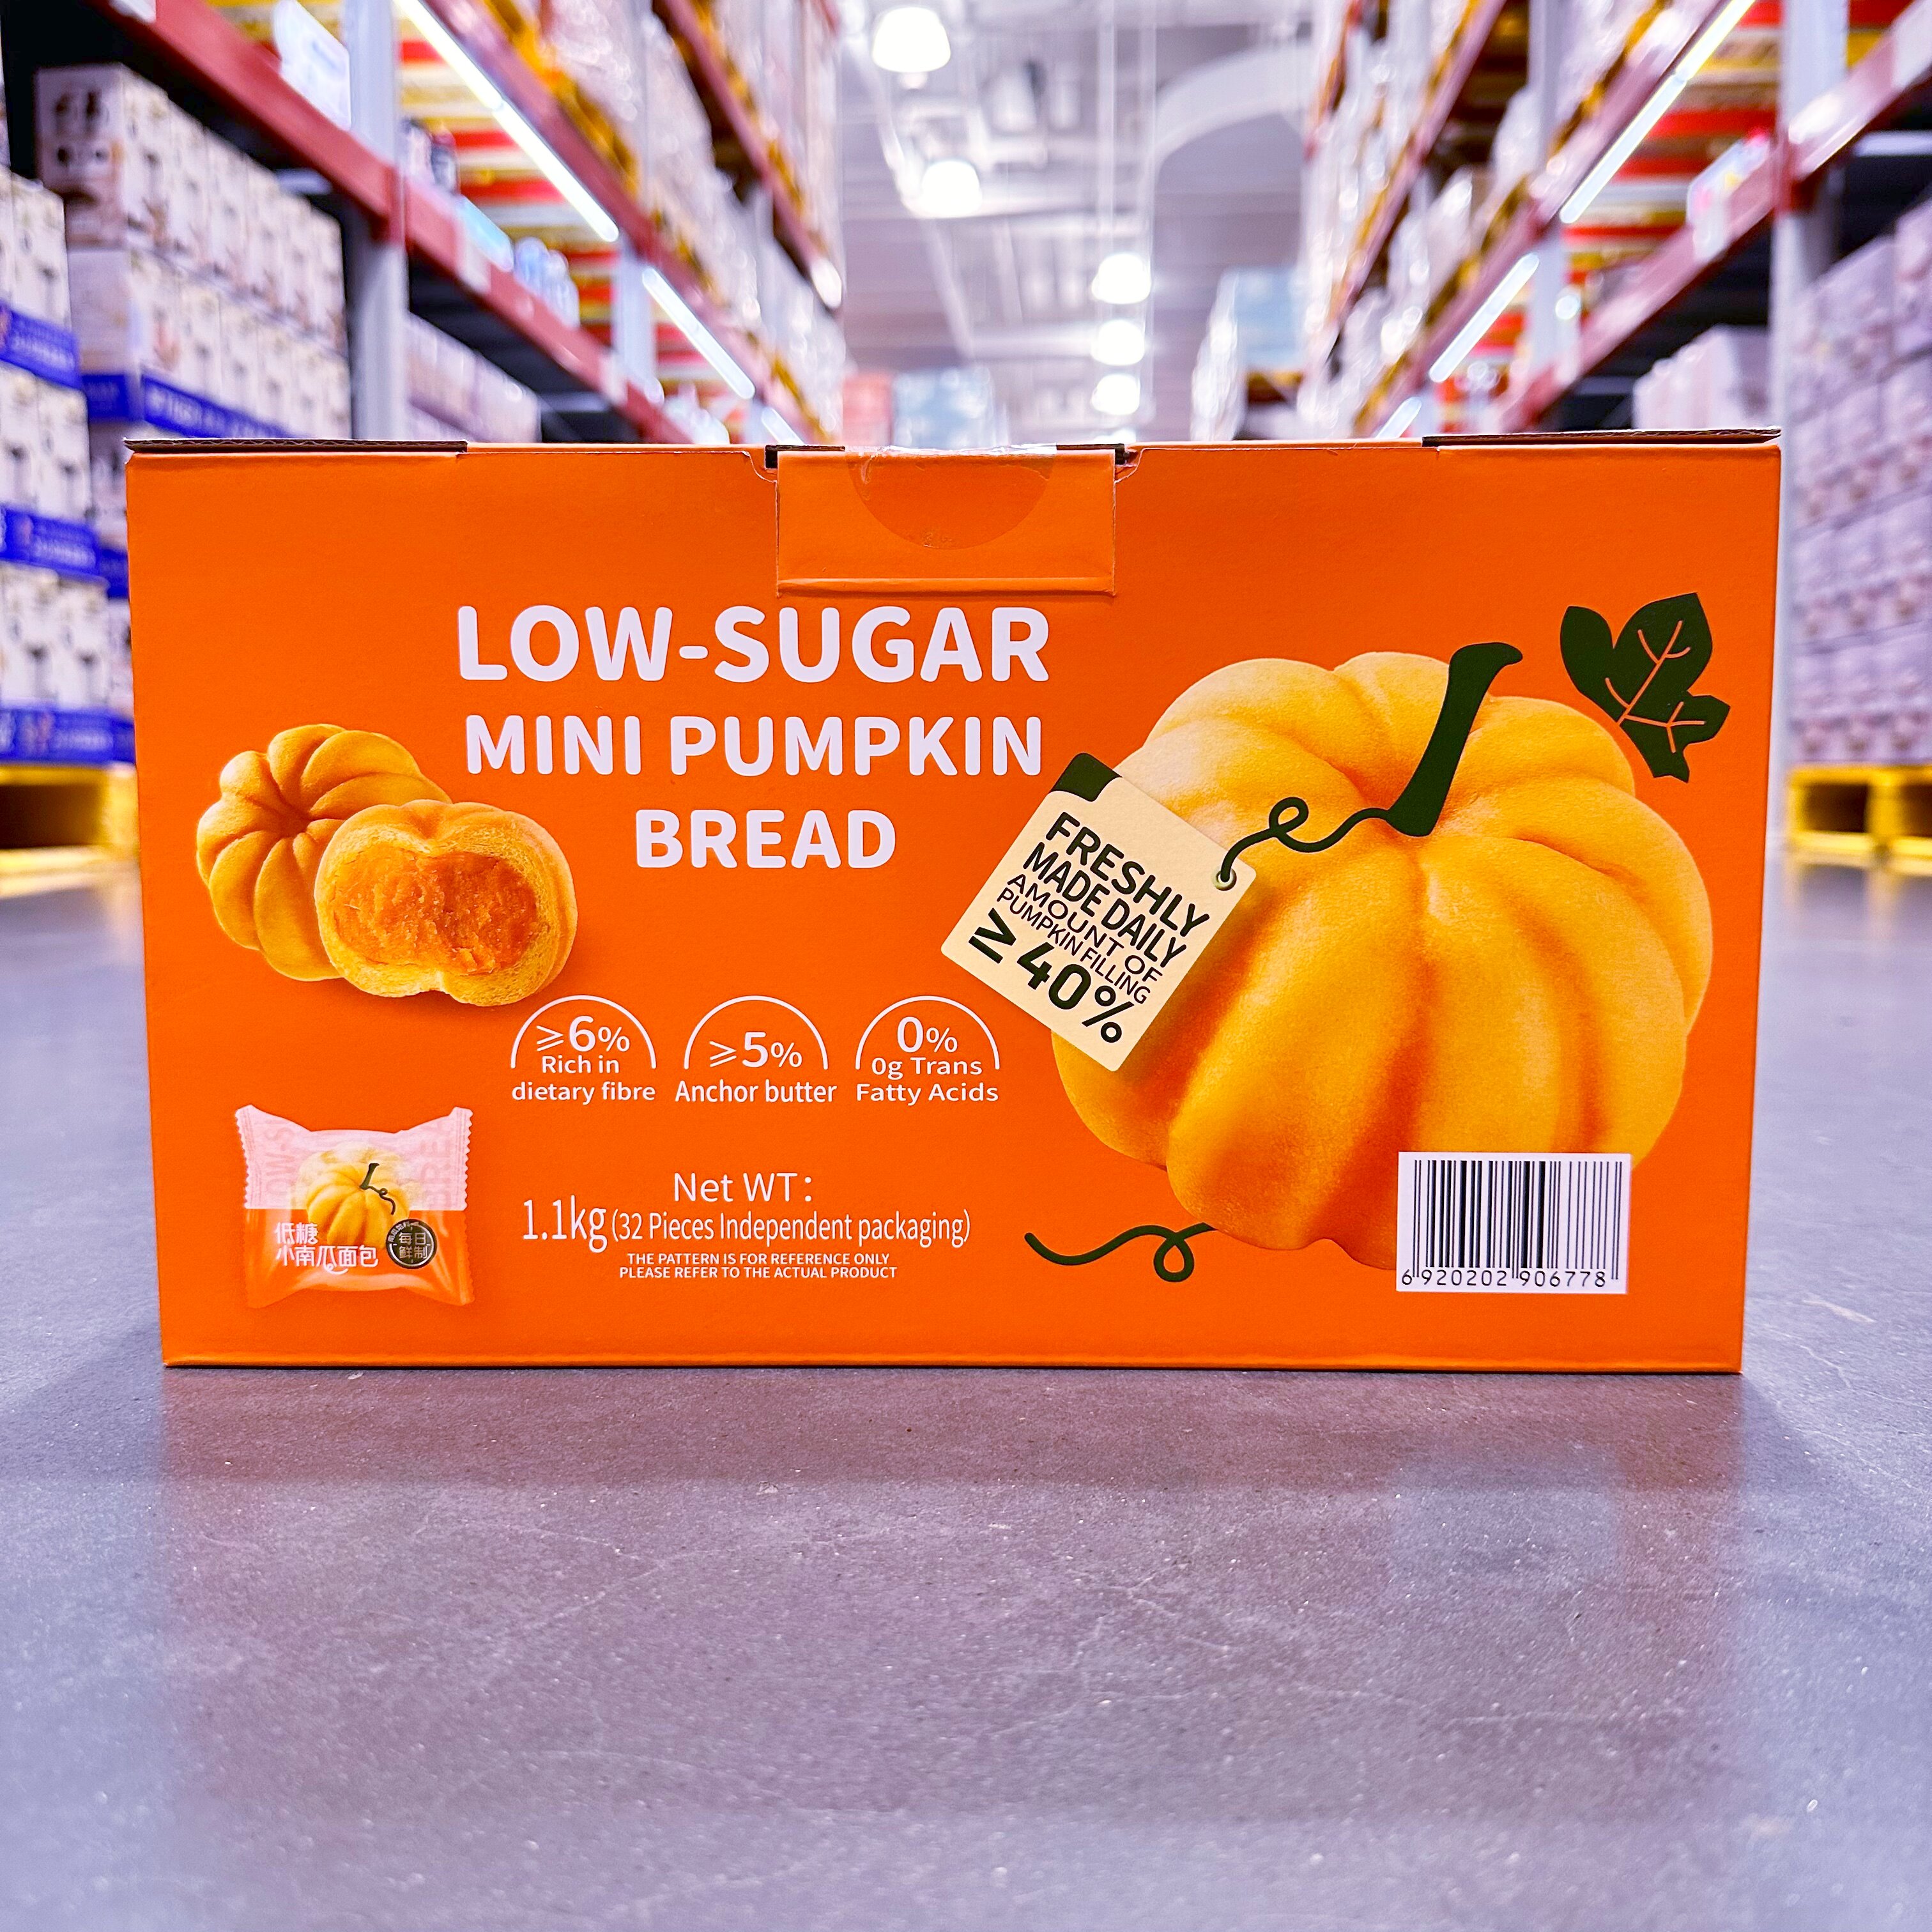 LOW-SUGAR
MINI PUMPKIN
BREAD
FRESHLY
MADE DAILY
AMOUNT OF
PUMPKIN FILLING
≥40%
≥6%
Rich in
dietary fibre
≥5%
Anchor butter
0%
0g Trans
Fatty Acids
低糖
小南瓜面包
每日
鲜制
Net WT:
1.1kg (32 Pieces Independent packaging)
THE PATTERN IS FOR REFERENCE ONLY
PLEASE REFER TO THE ACTUAL PRODUCT
6 920202 906778